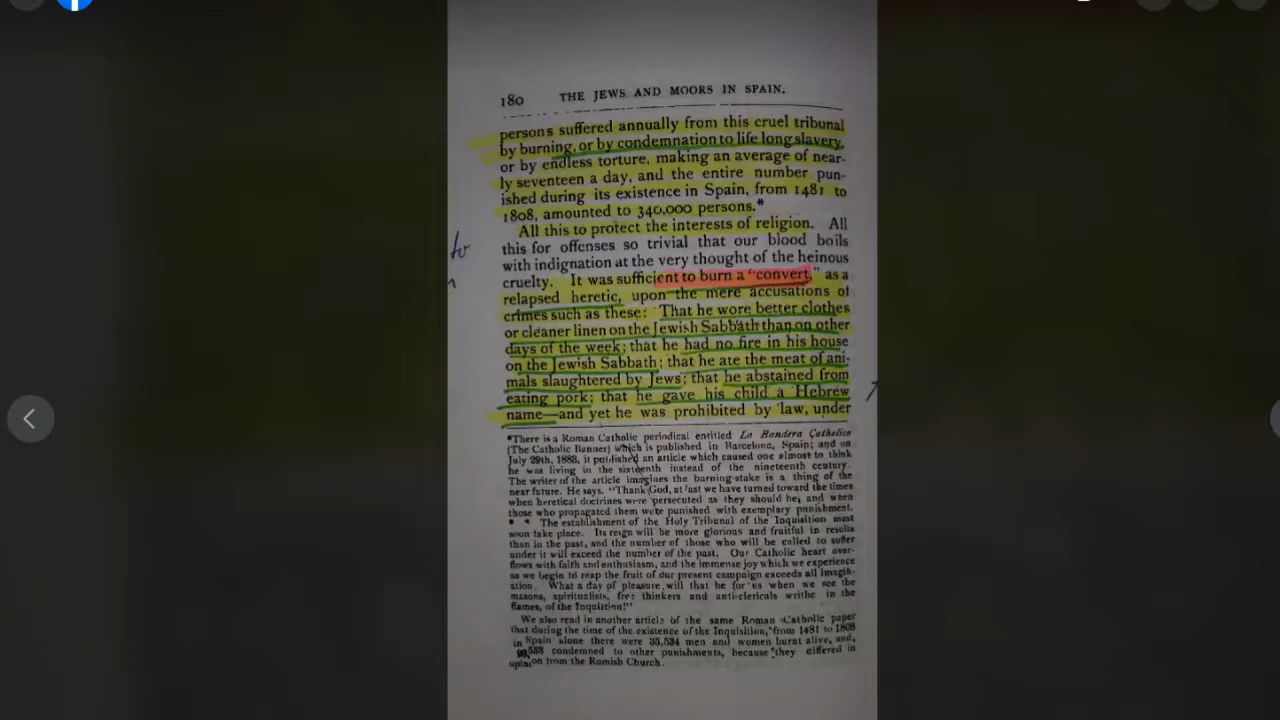 180 THE JEWS AND MOORS IN SPAIN.
persons suffered annually from this cruel tribunal
by burning, or by condemnation to life long slavery,
or by endless torture, making an average of near-
ly seventeen a day, and the entire number pun-
ished during its existence in Spain, from 1481 to
1808, amounted to 340,000 persons.*
All this to protect the interests of religion. All
this for offenses so trivial that our blood boils
with indignation at the very thought of the heinous
cruelty. It was sufficient to burn a "convert," as a
relapsed heretic, upon the mere accusations of
crimes such as these: That he wore better clothes
or cleaner linen on the Jewish Sabbath than on other
days of the week; that he had no fire in his house
on the Jewish Sabbath; that he ate the meat of ani-
mals slaughtered by Jews; that he abstained from
eating pork; that he gave his child a Hebrew
name—and yet he was prohibited by law, under
*There is a Roman Catholic periodical entitled La Bandera Catholica
(The Catholic Banner) which is published in Barcelona, Spain; and on
July 29th, 1883, it published an article which caused one almost to think
he was living in the sixteenth instead of the nineteenth century.
The writer of the article imagines the burning-stake is a thing of the
near future. He says, "Thank God, at last we have turned toward the times
when heretical doctrines were persecuted as they should be, and when
those who propagated them were punished with exemplary punishment.
* * The establishment of the Holy Tribunal of the Inquisition must
soon take place. Its reign will be more glorious and fruitful in results
than in the past, and the number of those who will be called to suffer
under it will exceed the number of the past. Our Catholic heart over-
flows with faith and enthusiasm, and the immense joy which we experience
as we begin to reap the fruit of our present campaign exceeds all imagin-
ation. What a day of pleasure will that be for us when we see the
masons, spiritualists, free thinkers and anti-clericals writhe in the
flames, of the Inquistion!"
We also read in another article of the same Roman Catholic paper
that during the time of the existence of the Inquisition, "from 1481 to 1808
in Spain alone there were 35,534 men and women burnt alive, and,
93,533 condemned to other punishments, because they differed in
opinion from the Romish Church.
to